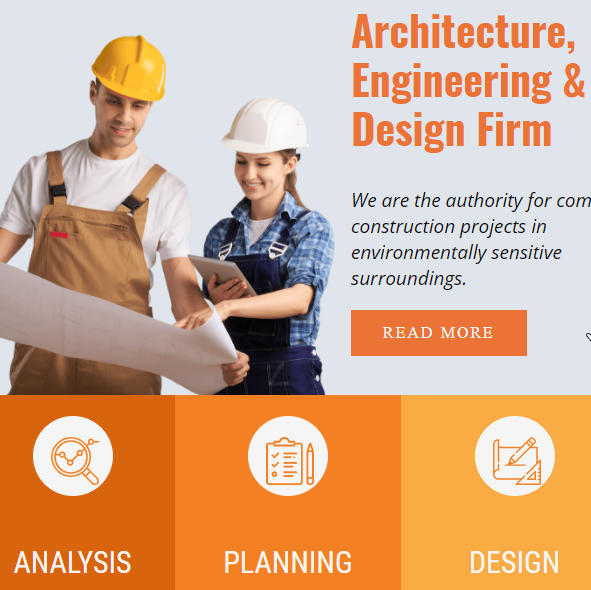 Architecture,
Engineering &
Design Firm
We are the authority for com
construction projects in
environmentally sensitive
surroundings.
READ MORE
ANALYSIS
PLANNING
DESIGN